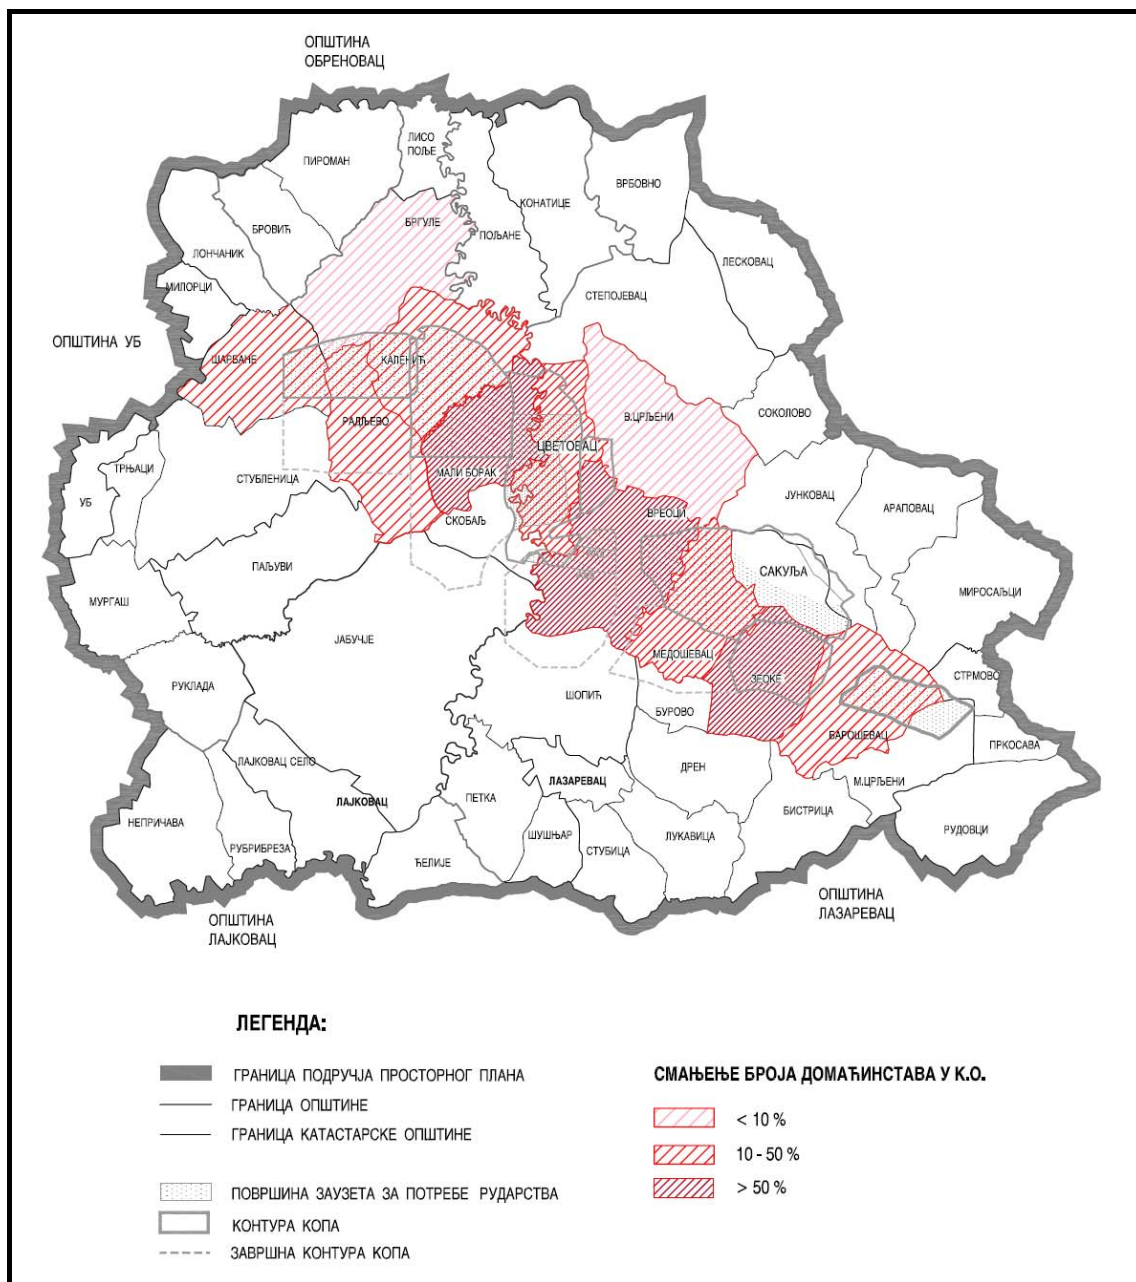 ОПШТИНА
ОБРЕНОВАЦ
ЛИСО
ПОЉЕ
ПИРОМАН
ВРБОВНО
КОНАТИЦЕ
БРГУЛЕ
БРОВИЋ
ПОЉАНЕ
ЛОНЧАНИК
ЛЕСКОВАЦ
МИЛОРЦИ
СТЕПОЈЕВАЦ
ОПШТИНА УБ
ШАРБАНЕ
КАЛЕНИЋ
СОКОЛОВО
В.ЦРЉЕНИ
РАДЉЕВО
ЦВЕТОВАЦ
ТРЊАЦИ
МАЛИ БОРАК
СТУБЛЕНИЦА
УБ
ЈУНКОВАЦ
АРАПОВАЦ
ВРЕОЦИ
СКОБАЉ
ПАЉУВИ
САКУЉА
МУРГАШ
МИРОСАЉЦИ
ЈАБУЧЈЕ
МЕДОШЕВАЦ
СТРМОВО
ЗЕОКЕ
РУКЛАДА
ШОПИЋ
БУРОВО
БАРОШЕВАЦ
ПРКОСАВА
ЛАЈКОВАЦ СЕЛО
ДРЕН
ЛАЗАРЕВАЦ
М.ЦРЉЕНИ
ПЕТКА
ЛАЈКОВАЦ
БИСТРИЦА
НЕПРИЧАВА
РУДОВЦИ
ШУШЊАР
ЛУКАВИЦА
РУБРИБРЕЗА
СТУБИЦА
ЋЕЛИЈЕ
ОПШТИНА
ЛАЗАРЕВАЦ
ОПШТИНА
ЛАЈКОВАЦ
ЛЕГЕНДА:
ГРАНИЦА ПОДРУЧЈА ПРОСТОРНОГ ПЛАНА
ГРАНИЦА ОПШТИНЕ
ГРАНИЦА КАТАСТАРСКЕ ОПШТИНЕ
ПОВРШИНА ЗАУЗЕТА ЗА ПОТРЕБЕ РУДАРСТВА
КОНТУРА КОПА
ЗАВРШНА КОНТУРА КОПА
СМАЊЕЊЕ БРОЈА ДОМАЋИНСТАВА У К.О.
< 10 %
10 - 50 %
> 50 %